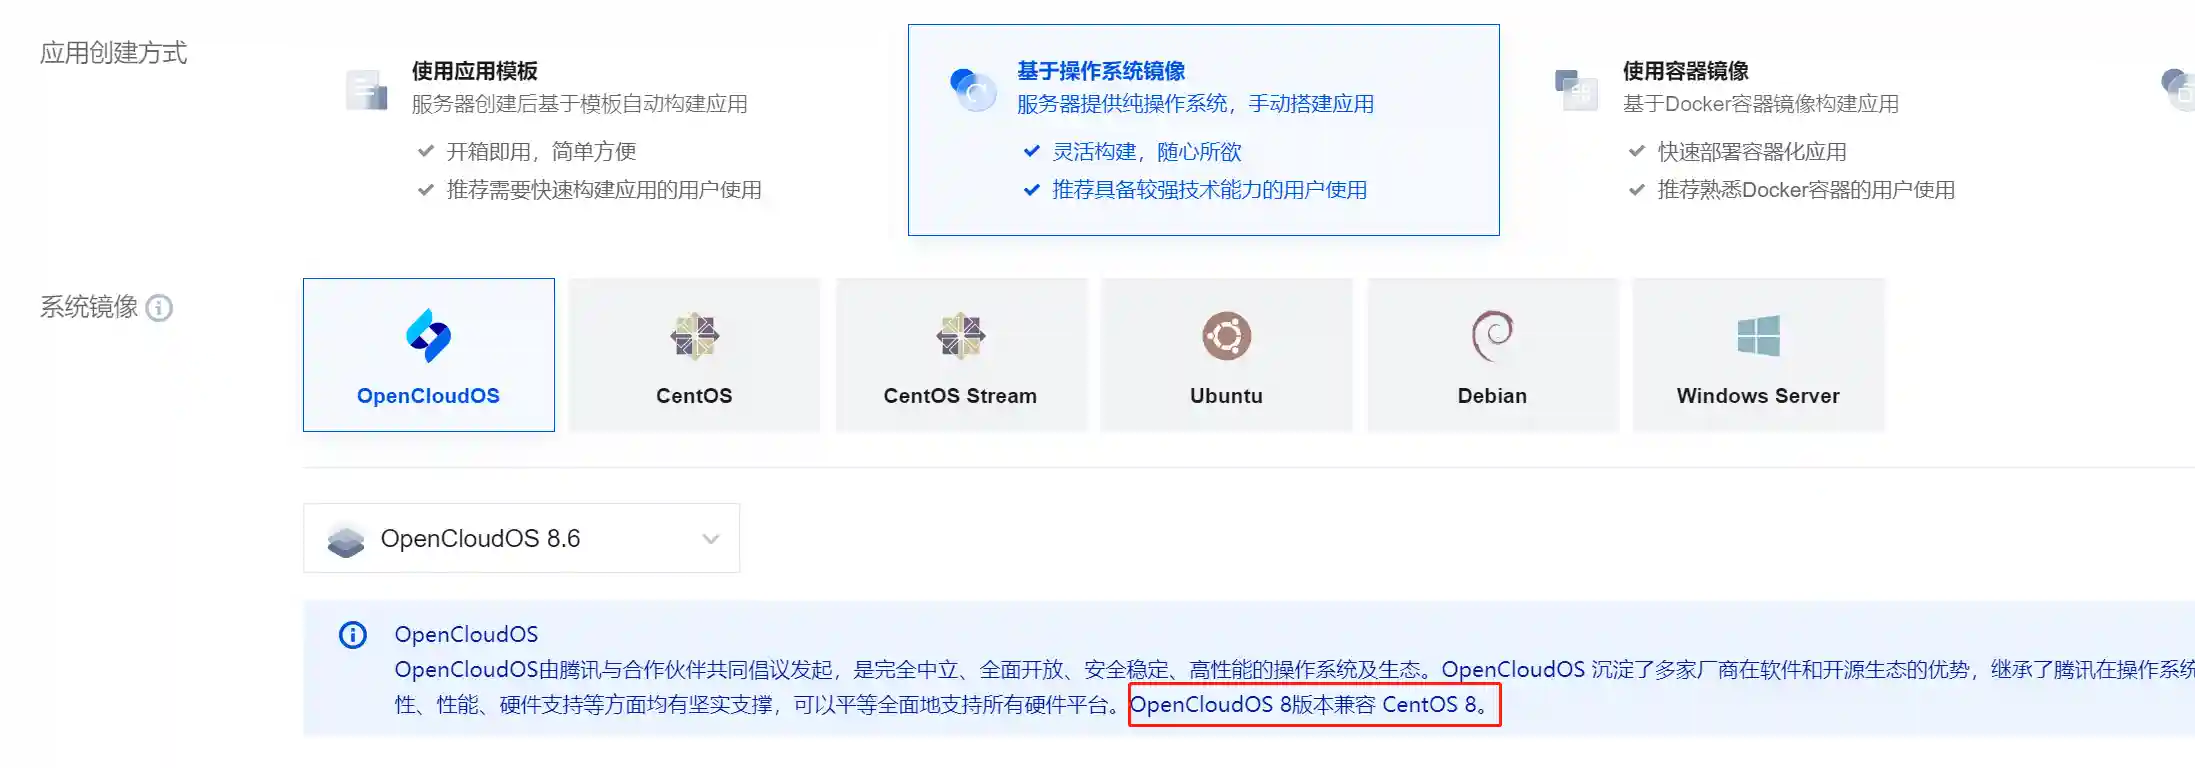 应用创建方式
使用应用模板
服务器创建后基于模板自动构建应用
开箱即用，简单方便
推荐需要快速构建应用的用户使用
基于操作系统镜像
服务器提供纯操作系统，手动搭建应用
灵活构建，随心所欲
推荐具备较强技术能力的用户使用
使用容器镜像
基于Docker容器镜像构建应用
快速部署容器化应用
推荐熟悉Docker容器的用户使用
系统镜像
OpenCloudOS
CentOS
CentOS Stream
Ubuntu
Debian
Windows Server
OpenCloudOS 8.6
OpenCloudOS
OpenCloudOS由腾讯与合作伙伴共同倡议发起，是完全中立、全面开放、安全稳定、高性能的操作系统及生态。OpenCloudOS 沉淀了多家厂商在软件和开源生态的优势，继承了腾讯在操作系统
性、性能、硬件支持等方面均有坚实支撑，可以平等全面地支持所有硬件平台。OpenCloudOS 8版本兼容 CentOS 8。